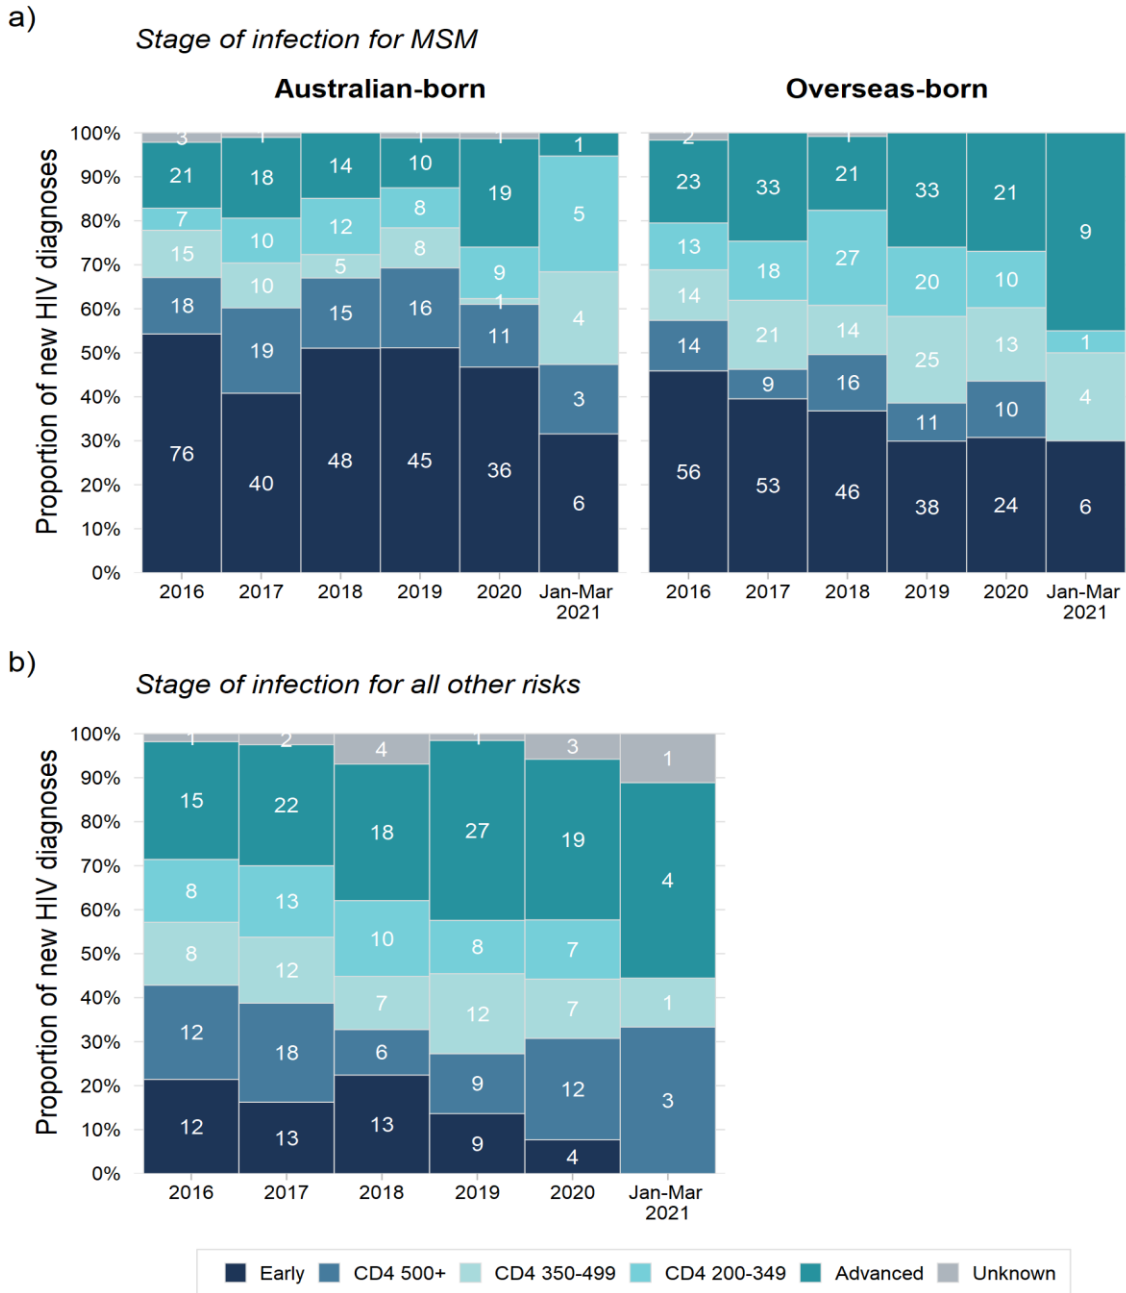 a)
Stage of infection for MSM
Australian-born
Overseas-born
Proportion of new HIV diagnoses
100%
90%
80%
70%
60%
50%
40%
30%
20%
10%
0%
3 1 1 1 1 2 1
21 18 14 10 19 5 23 33 21 33 21 9
7 10 12 8 9 4 13 18 27 20 10 1
15 10 5 8 1 3 14 21 14 25 13 4
18 19 15 16 11 6 14 9 16 11 10 6
76 40 48 45 36 56 53 46 38 24
2016 2017 2018 2019 2020 Jan-Mar 2016 2017 2018 2019 2020 Jan-Mar
2021 2021
b)
Stage of infection for all other risks
Proportion of new HIV diagnoses
100%
90%
80%
70%
60%
50%
40%
30%
20%
10%
0%
1 2 4 1 3 1
15 22 18 27 19 4
8 13 10 8 7
8 12 7 12 7 1
12 18 6 9 12 3
12 13 13 9 4
2016 2017 2018 2019 2020 Jan-Mar
2021
Early CD4 500+ CD4 350-499 CD4 200-349 Advanced Unknown